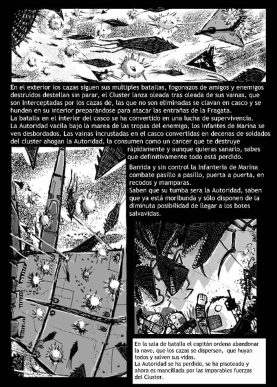 En el exterior los cazas siguen sus multiples batallas, fogonazos de amigos y enemigos
destruidos destellan sin parar, el Cluster lanza oleada tras oleada de sus vainas, que
son interceptadas por los cazas, las que no son eliminadas se clavan en casco y se
hunden en su interior preparándose para atacar las entrañas de la Fragata.
La batalla en el interior del casco se ha convertido en una lucha de supervivencia.
La Autoridad vacila bajo la marea de las tropas del enemigo, los Infantes de Marina se
ven desbordados. Las vainas incrustadas en el casco convertidas en decenas de soldados
del cluster ahogan la Autoridad, la consumen como un cancer que te destruye
rápidamente y aunque quieras sanarlo, sabes
que definitivamente todo está perdido.
Barrida y sin control la Infantería de Marina
combate pasillo a pasillo, puerta a puerta, en
recodos y mamparas.
Saben que su tumba sera la Autoridad, saben
que ya está moribunda y sólo disponen de la
diminuta posibilidad de llegar a los botes
salvavidas.
En la sala de batalla el capitán ordena abandonar
la nave, que los cazas se dispersen, que huyan
todos y salven sus vidas.
La Autoridad se ha perdido, se ha pisoteado y
ahora es mancillada por las imparables fuerzas
del Cluster.